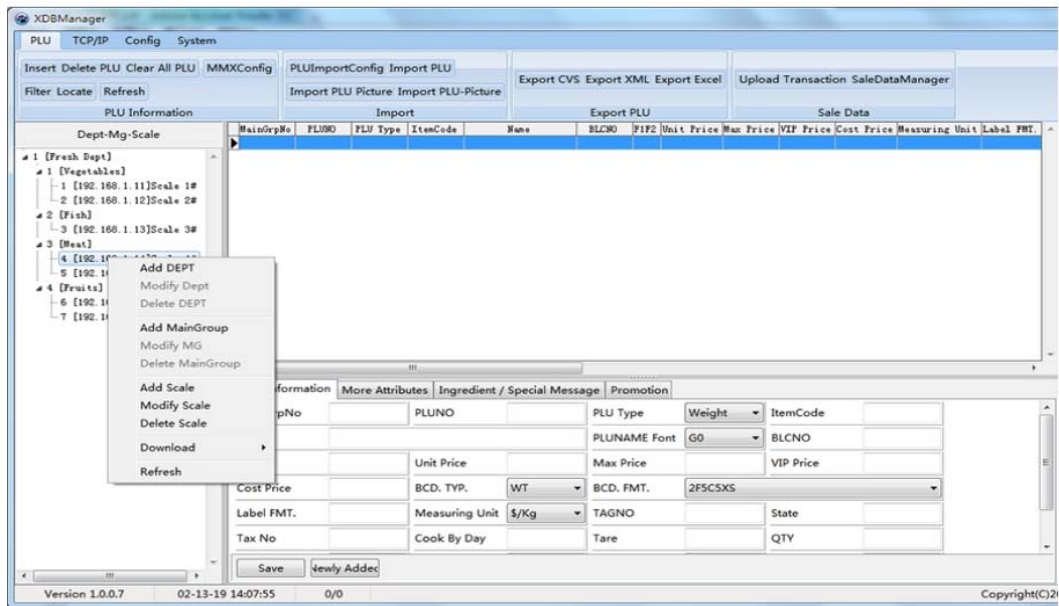 XDBManager
PLU TCP/IP Config System
Insert Delete PLU Clear All PLU MMXConfig PLUImportConfig Import PLU Export CVS Export XML Export Excel Upload Transaction SaleDataManager
Filter Locate Refresh Import PLU Picture Import PLU-Picture
PLU Information Import Export PLU Sale Data
Dept-Mg-Scale
MainGrpNo PLUNO PLU Type ItemCode Name BLCNO F1F2 Unit Price Max Price VIP Price Cost Price Measuring Unit Label FMT.
1 [Fresh Dept]
1 [Vegetables]
1 [192.168.1.11]Scale 1#
2 [192.168.1.12]Scale 2#
2 [Fish]
3 [192.168.1.13]Scale 3#
3 [Meat]
4 [192.168.1.14]Scale 4#
5 [192.1
4 [Fruits]
6 [192.1
7 [192.1
Add DEPT
Modify Dept
Delete DEPT
Add MainGroup
Modify MG
Delete MainGroup
Add Scale
Modify Scale
Delete Scale
Download
Refresh
formation More Attributes Ingredient / Special Message Promotion
pNo PLUNO PLU Type Weight ItemCode
PLUNAME Font G0 BLCNO
Unit Price Max Price VIP Price
Cost Price BCD. TYP. WT BCD. FMT. 2F5C5XS
Label FMT. Measuring Unit $/Kg TAGNO State
Tax No Cook By Day Tare QTY
Save Newly Added
Version 1.0.0.7 02-13-19 14:07:55 0/0 Copyright(C)2